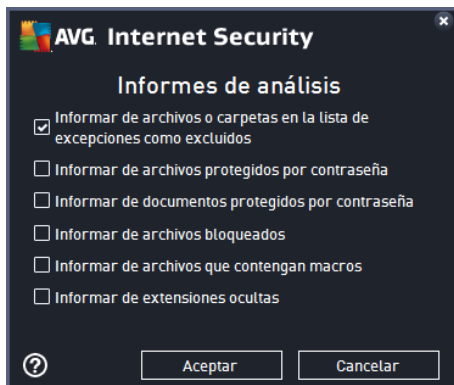 AVG. Internet Security
Informes de análisis
Informar de archivos o carpetas en la lista de
excepciones como excluidos
Informar de archivos protegidos por contraseña
Informar de documentos protegidos por contraseña
Informar de archivos bloqueados
Informar de archivos que contengan macros
Informar de extensiones ocultas
? Aceptar Cancelar